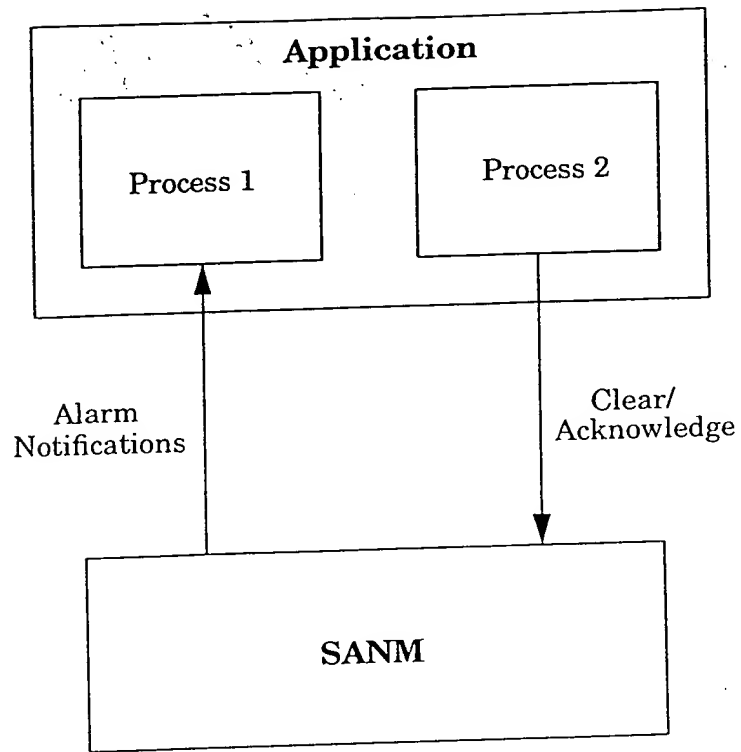 Application
Process 1
Process 2
Alarm
Notifications
Clear/
Acknowledge
SANM